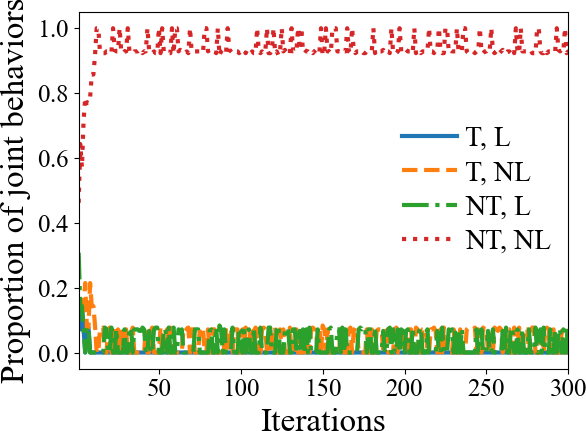 Proportion of joint behaviors
1.0
0.8
0.6
0.4
0.2
0.0
T, L
T, NL
NT, L
NT, NL
50
100
150
200
250
300
Iterations